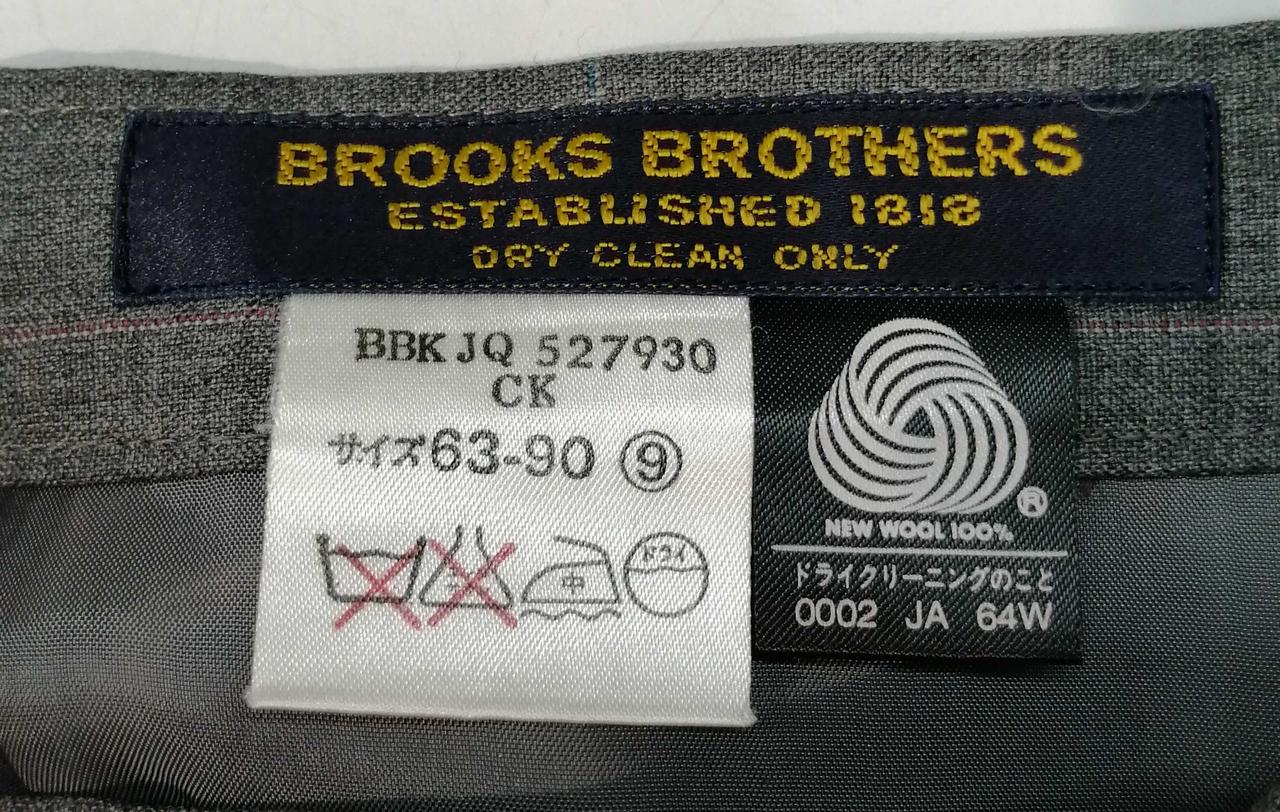 BROOKS BROTHERS
ESTABLISHED 1818
DRY CLEAN ONLY
BBKJQ 527930
CK
サイズ63-90 ⑨
中
ドライ
®
NEW WOOL 100%
ドライクリーニングのこと
0002 JA 64W